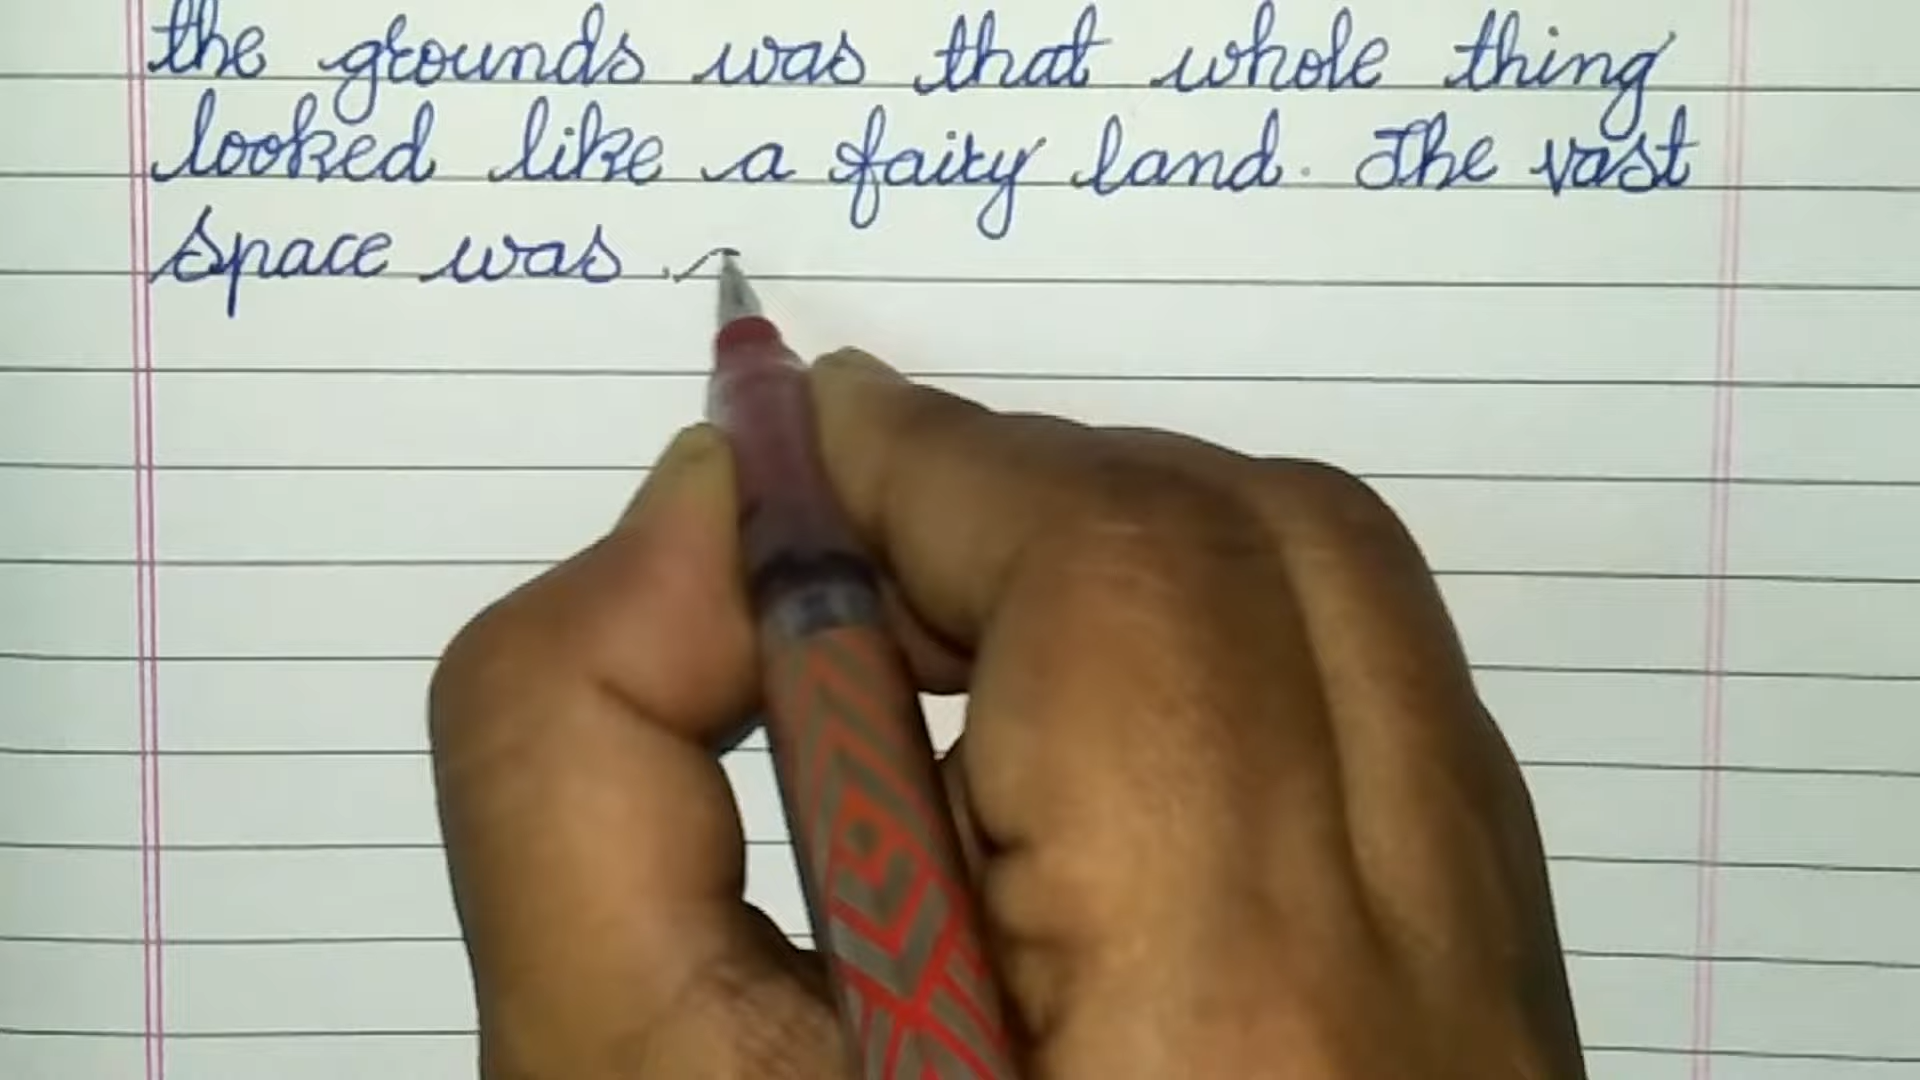 the grounds was that whole thing
looked like a fairy land. The vast
space was